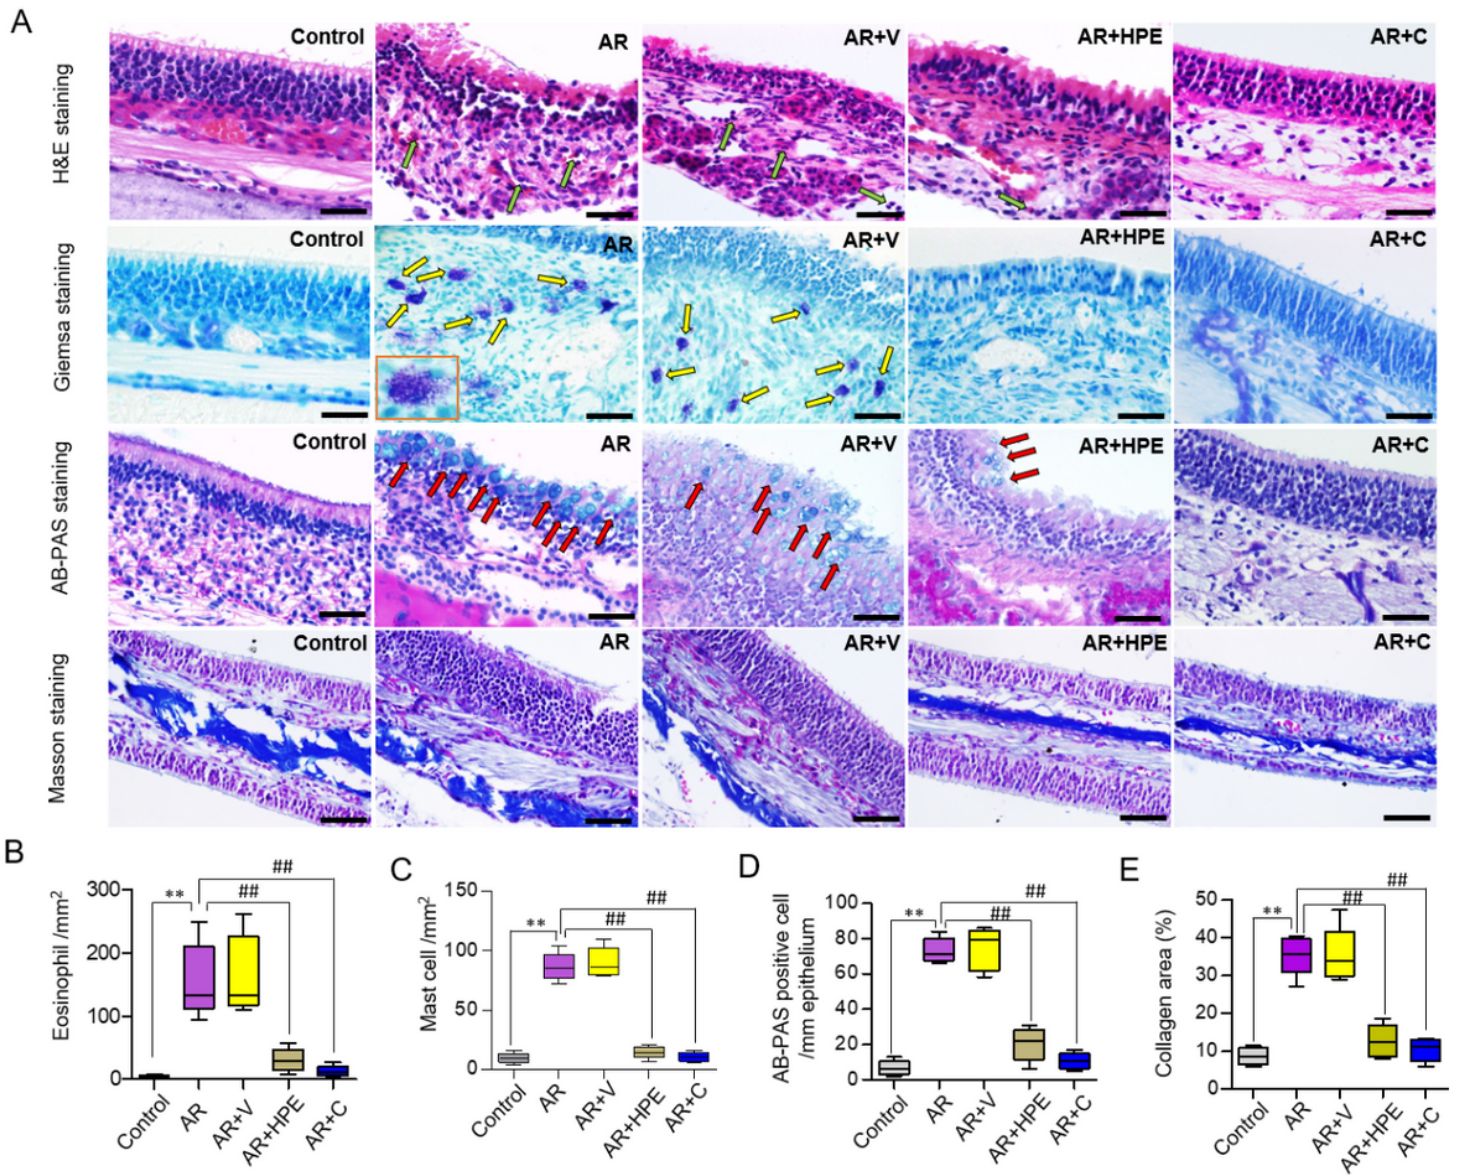 A
H&E staining
Control
AR
AR+V
AR+HPE
AR+C
Giemsa staining
Control
AR
AR+V
AR+HPE
AR+C
AB-PAS staining
Control
AR
AR+V
AR+HPE
AR+C
Masson staining
Control
AR
AR+V
AR+HPE
AR+C
B
Eosinophil /mm2
300
200
100
0
**
##
##
Control
AR
AR+V
AR+HPE
AR+C
C
Mast cell /mm2
150
100
50
0
**
##
##
Control
AR
AR+V
AR+HPE
AR+C
D
AB-PAS positive cell
/mm epithelium
100
80
60
40
20
0
**
##
##
Control
AR
AR+V
AR+HPE
AR+C
E
Collagen area (%)
50
40
30
20
10
0
**
##
##
Control
AR
AR+V
AR+HPE
AR+C